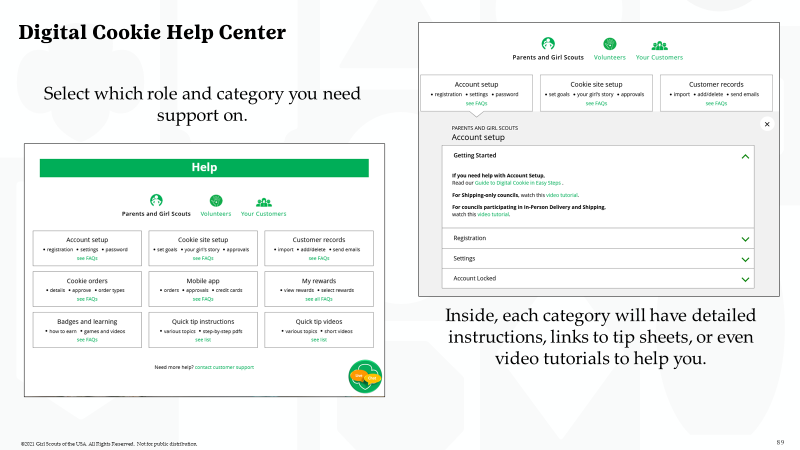 Digital Cookie Help Center
Select which role and category you need
support on.
Help
Parents and Girl Scouts Volunteers Your Customers
Account setup Cookie site setup Customer records
• registration • settings • password • set goals • your girl's story • approvals • import • add/delete • send emails
see FAQs see FAQs see FAQs
Cookie orders Mobile app My rewards
• details • approve • order types • orders • approvals • credit cards • view rewards • select rewards
see FAQs see FAQs see all FAQs
Badges and learning Quick tip instructions Quick tip videos
• how to earn • games and videos • various topics • step-by-step pdfs • various topics • short videos
see FAQs see list see list
Need more help? contact customer support
Parents and Girl Scouts Volunteers Your Customers
Account setup Cookie site setup Customer records
• registration • settings • password • set goals • your girl's story • approvals • import • add/delete • send emails
see FAQs see FAQs see FAQs
PARENTS AND GIRL SCOUTS
Account setup
Getting Started
If you need help with Account Setup.
Read our Guide to Digital Cookie in Easy Steps..
For Shipping-only councils, watch this video tutorial.
For councils participating in In-Person Delivery and Shipping,
watch this video tutorial.
Registration
Settings
Account Locked
Inside, each category will have detailed
instructions, links to tip sheets, or even
video tutorials to help you.
©2021 Girl Scouts of the USA. All Rights Reserved. Not for public distribution.
89